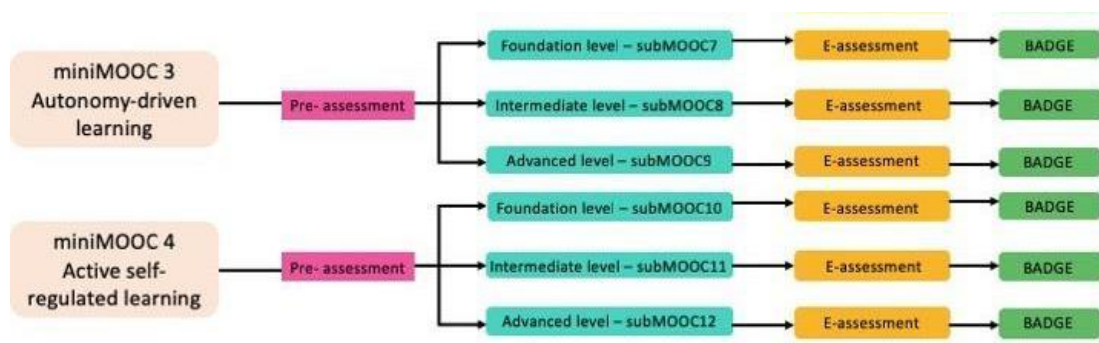 miniMOOC 3
Autonomy-driven
learning
Pre- assessment
Foundation level – subMOOC7
E-assessment
BADGE
Intermediate level – subMOOC8
E-assessment
BADGE
Advanced level – subMOOC9
E-assessment
BADGE
miniMOOC 4
Active self-
regulated learning
Pre- assessment
Foundation level – subMOOC10
E-assessment
BADGE
Intermediate level – subMOOC11
E-assessment
BADGE
Advanced level – subMOOC12
E-assessment
BADGE